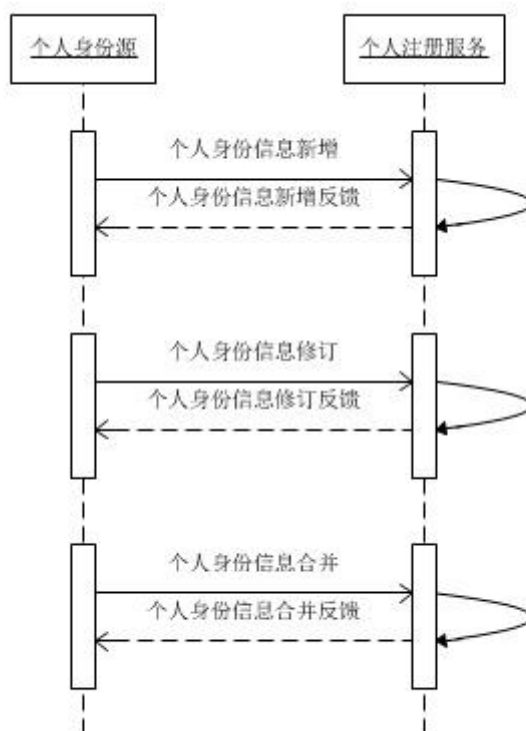 个人身份源
个人注册服务
个人身份信息新增
个人身份信息新增反馈
个人身份信息修订
个人身份信息修订反馈
个人身份信息合并
个人身份信息合并反馈